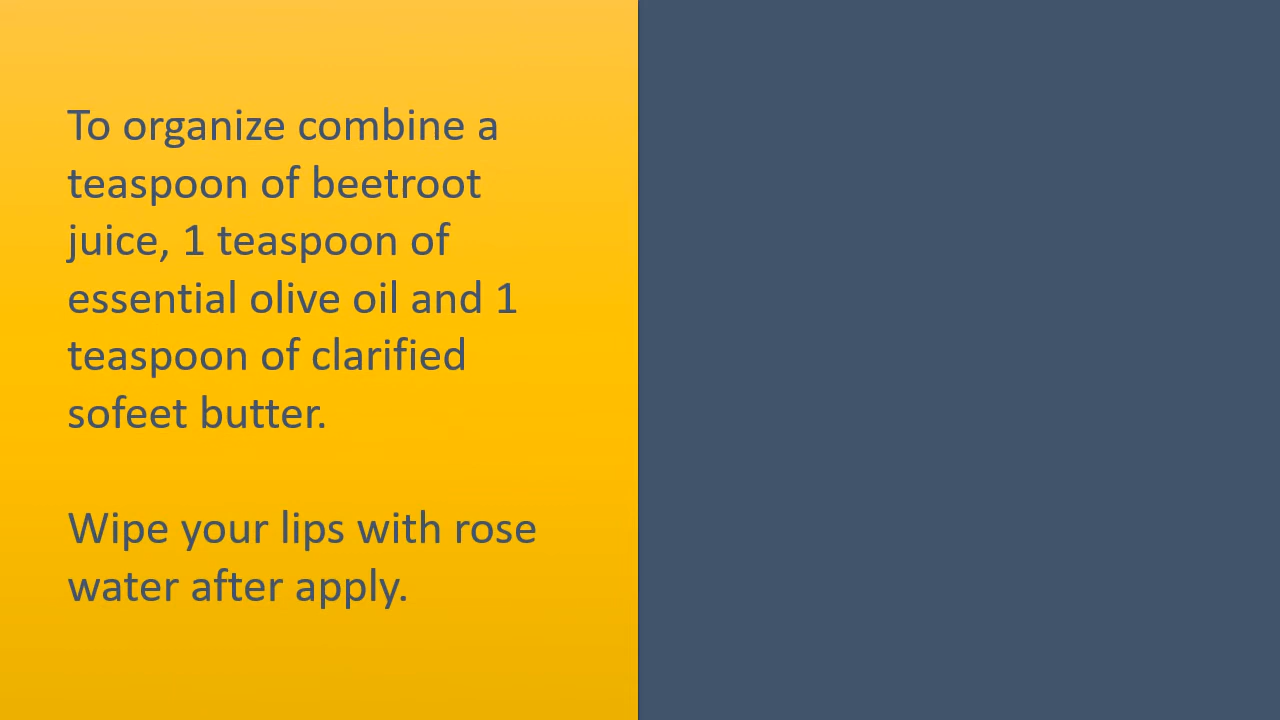 To organize combine a
teaspoon of beetroot
juice, 1 teaspoon of
essential olive oil and 1
teaspoon of clarified
sofeet butter.
Wipe your lips with rose
water after apply.